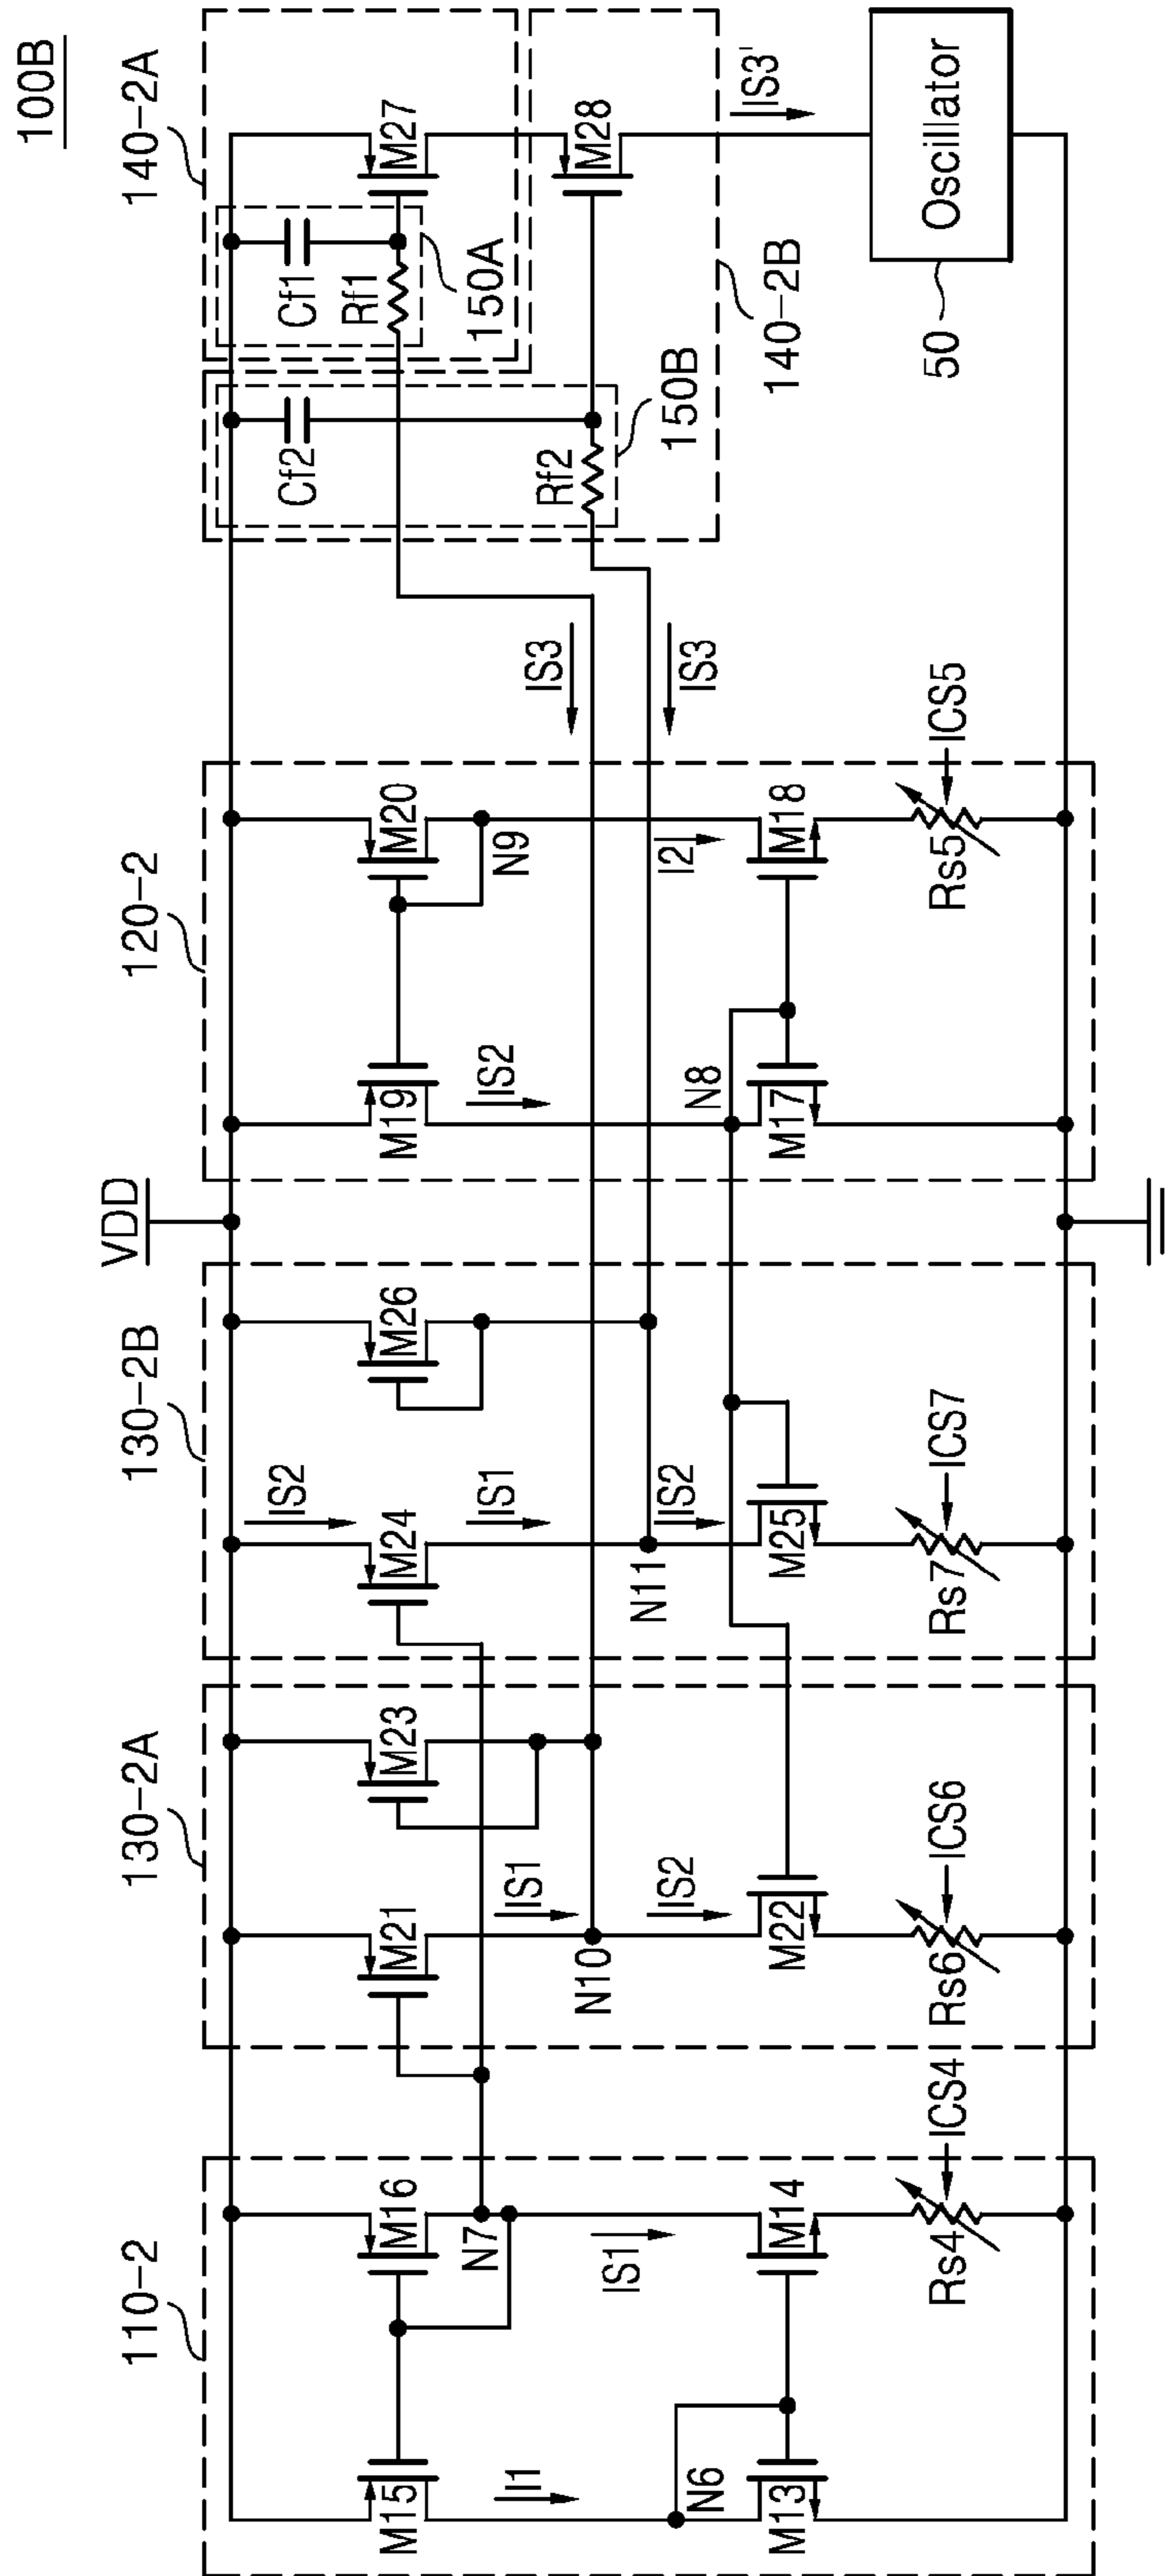 100B
110-2
130-2A
130-2B
VDD
120-2
140-2A
M15
M16
M21
M23
M24
M26
M19
M20
M27
Cf2
Cf1
Rf1
150A
I1
N7
IS1
IS1
IS2
IS1
IS2
N9
IS3
IS3
Rf2
M28
150B
N6
N10
IS2
N11
IS2
N8
I2
IS3'
M13
M14
M22
M25
M17
M18
140-2B
Rs4
ICS4
Rs6
ICS6
Rs7
ICS7
Rs5
ICS5
50
Oscillator